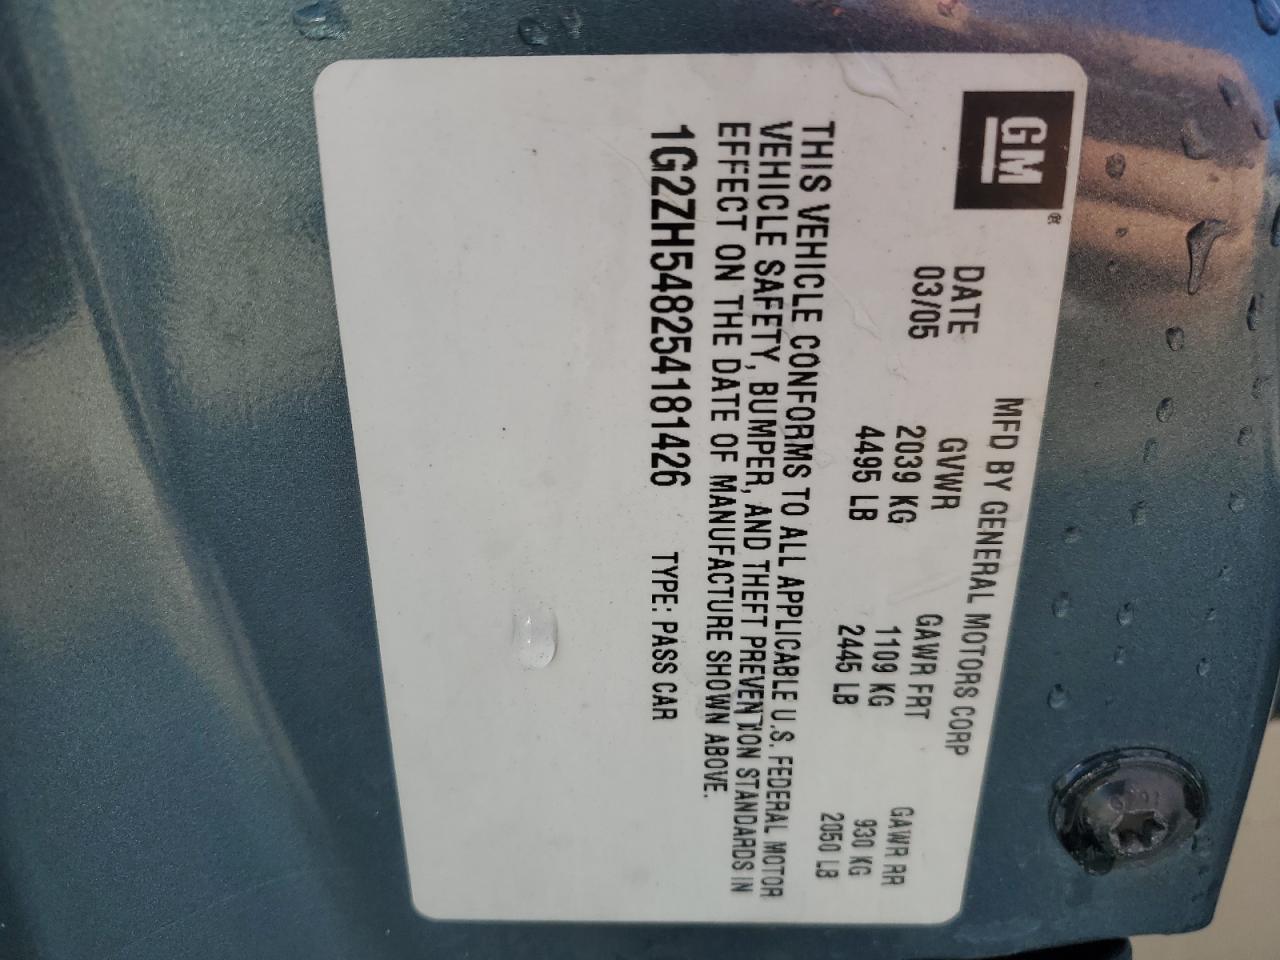 GM®
MFD BY GENERAL MOTORS CORP
DATE GVWR GAWR FRT GAWR RR
03/05 2039 KG 1109 KG 930 KG
4495 LB 2445 LB 2050 LB
THIS VEHICLE CONFORMS TO ALL APPLICABLE U.S. FEDERAL MOTOR
VEHICLE SAFETY, BUMPER, AND THEFT PREVENTION STANDARDS IN
EFFECT ON THE DATE OF MANUFACTURE SHOWN ABOVE.
1G2ZH548254181426 TYPE: PASS CAR